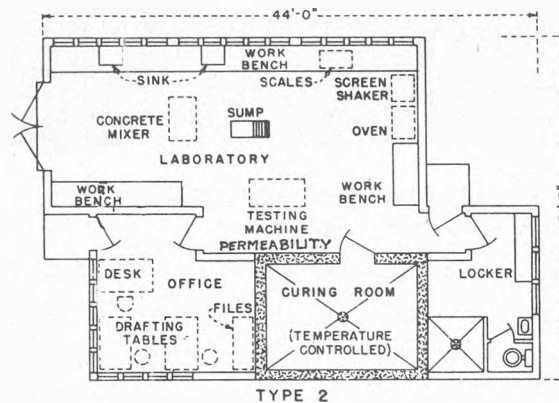 44'-0"
WORK
BENCH
SINK
SCALES
SCREEN
SHAKER
CONCRETE
MIXER
SUMP
OVEN
LABORATORY
WORK
BENCH
WORK
BENCH
TESTING
MACHINE
PERMEABILITY
DESK
OFFICE
FILES
DRAFTING
TABLES
CURING ROOM
(TEMPERATURE
CONTROLLED)
LOCKER
TYPE 2